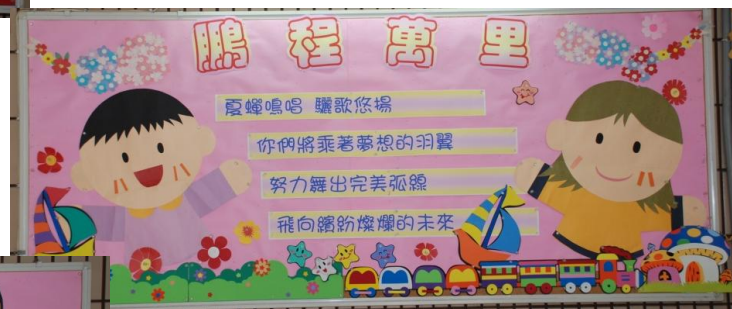 鵬程萬里
夏蟬鳴唱 驪歌悠揚
你們將乘著夢想的羽翼
努力舞出完美弧線
飛向繽紛燦爛的未來